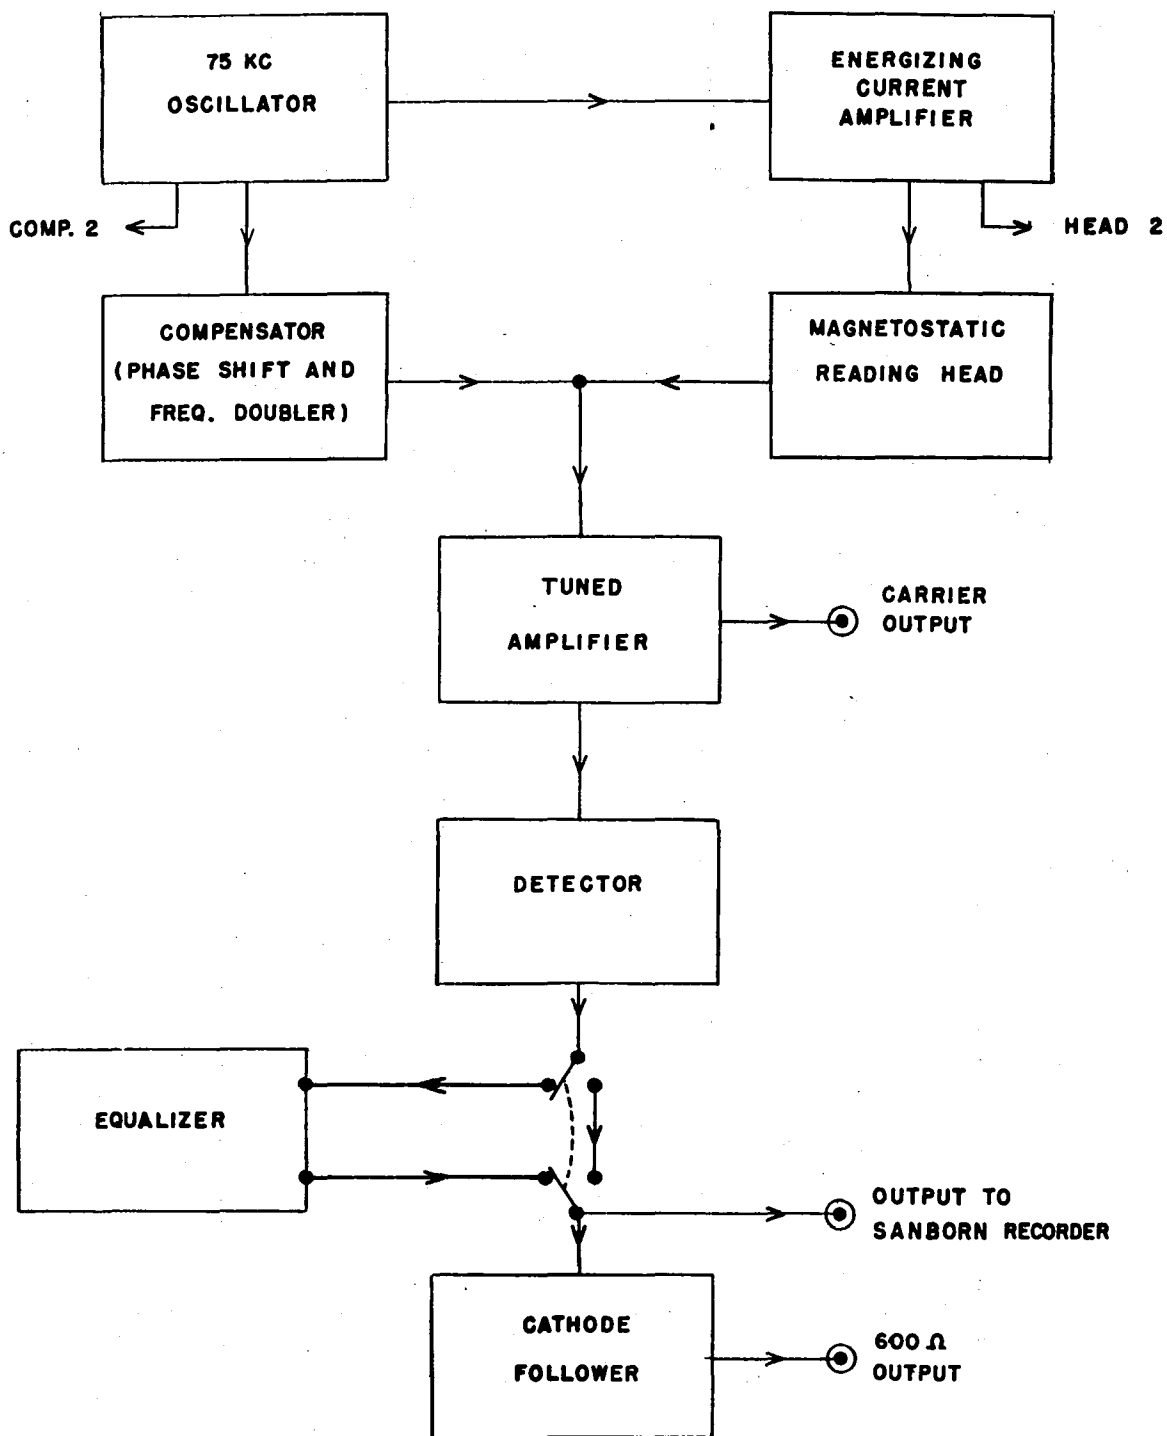 75 KC
OSCILLATOR
ENERGIZING
CURRENT
AMPLIFIER
COMP. 2
HEAD 2
COMPENSATOR
(PHASE SHIFT AND
FREQ. DOUBLER)
MAGNETOSTATIC
READING HEAD
TUNED
AMPLIFIER
CARRIER
OUTPUT
DETECTOR
EQUALIZER
OUTPUT TO
SANBORN RECORDER
CATHODE
FOLLOWER
600 Ω
OUTPUT